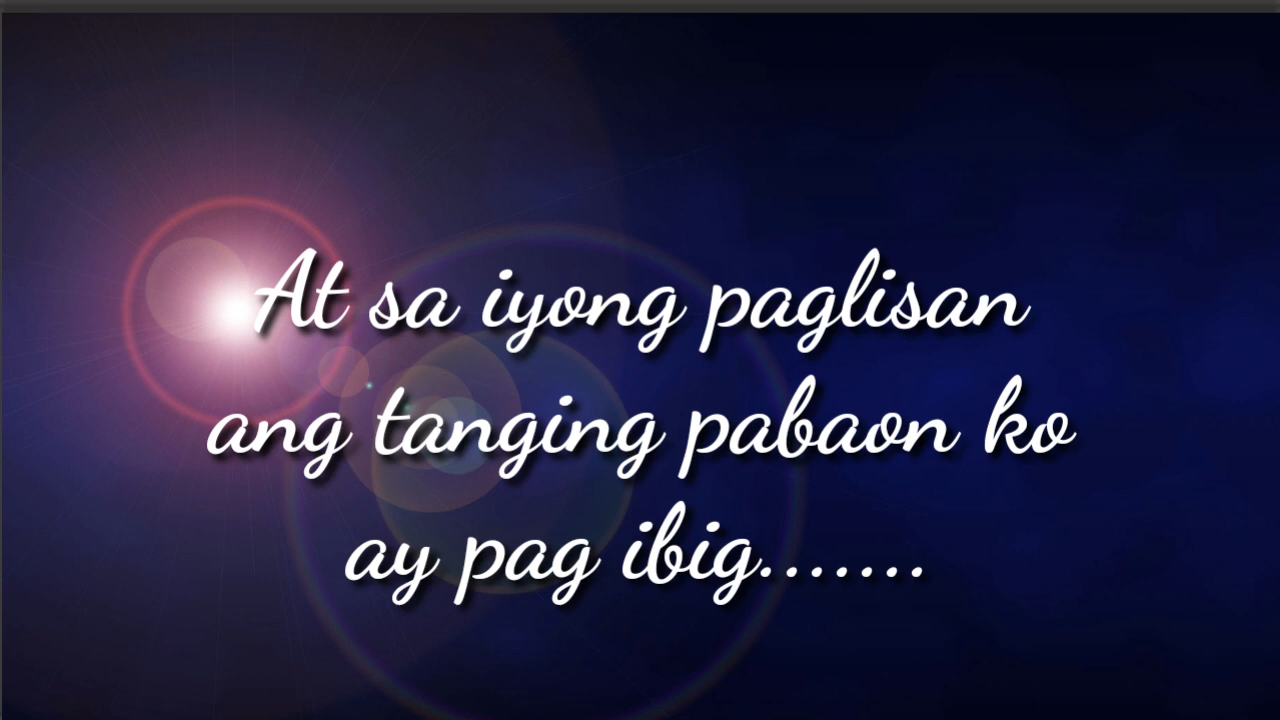 At sa iyong paglisan
ang tanging pabaon ko
ay pag ibig.......